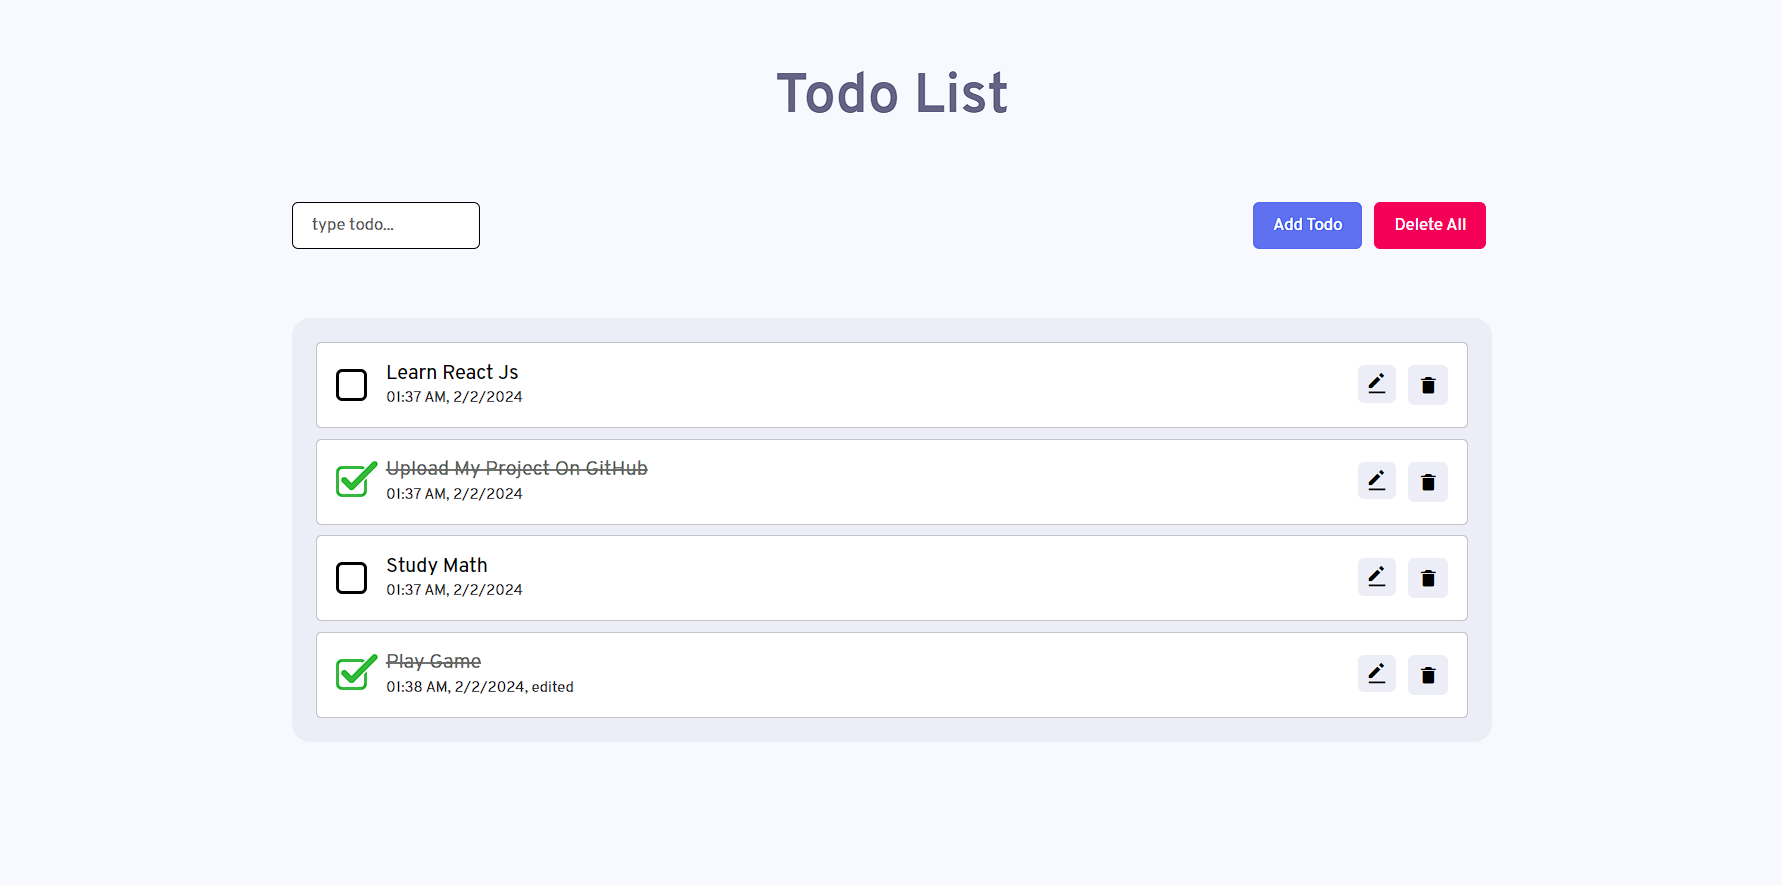 Todo List
type todo...
Add Todo
Delete All
Learn React Js
01:37 AM, 2/2/2024
Upload My Project On GitHub
01:37 AM, 2/2/2024
Study Math
01:37 AM, 2/2/2024
Play Game
01:38 AM, 2/2/2024, edited